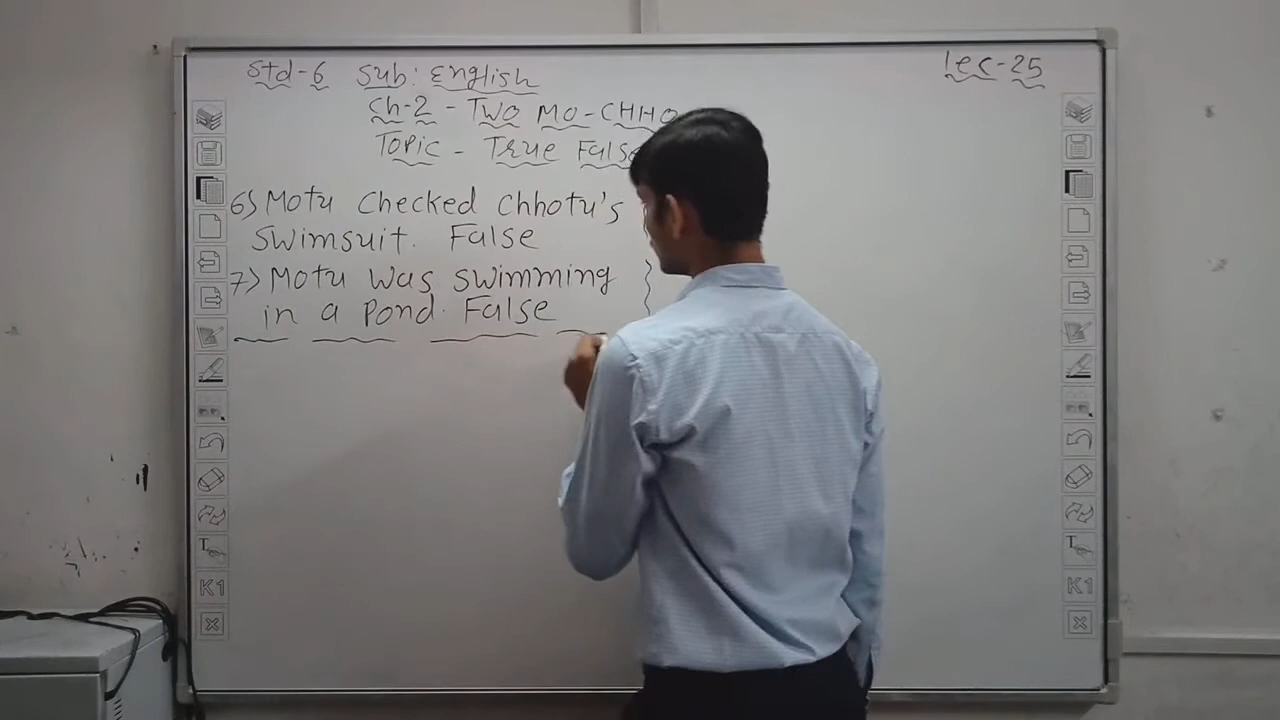 Std-6 Sub: English
lec-25
Ch-2 - Two MO-CHHO
Topic - True False
6) Motu checked chhotu's
swimsuit. False
7) Motu was swimming
in a pond. False
T
K1
T
K1